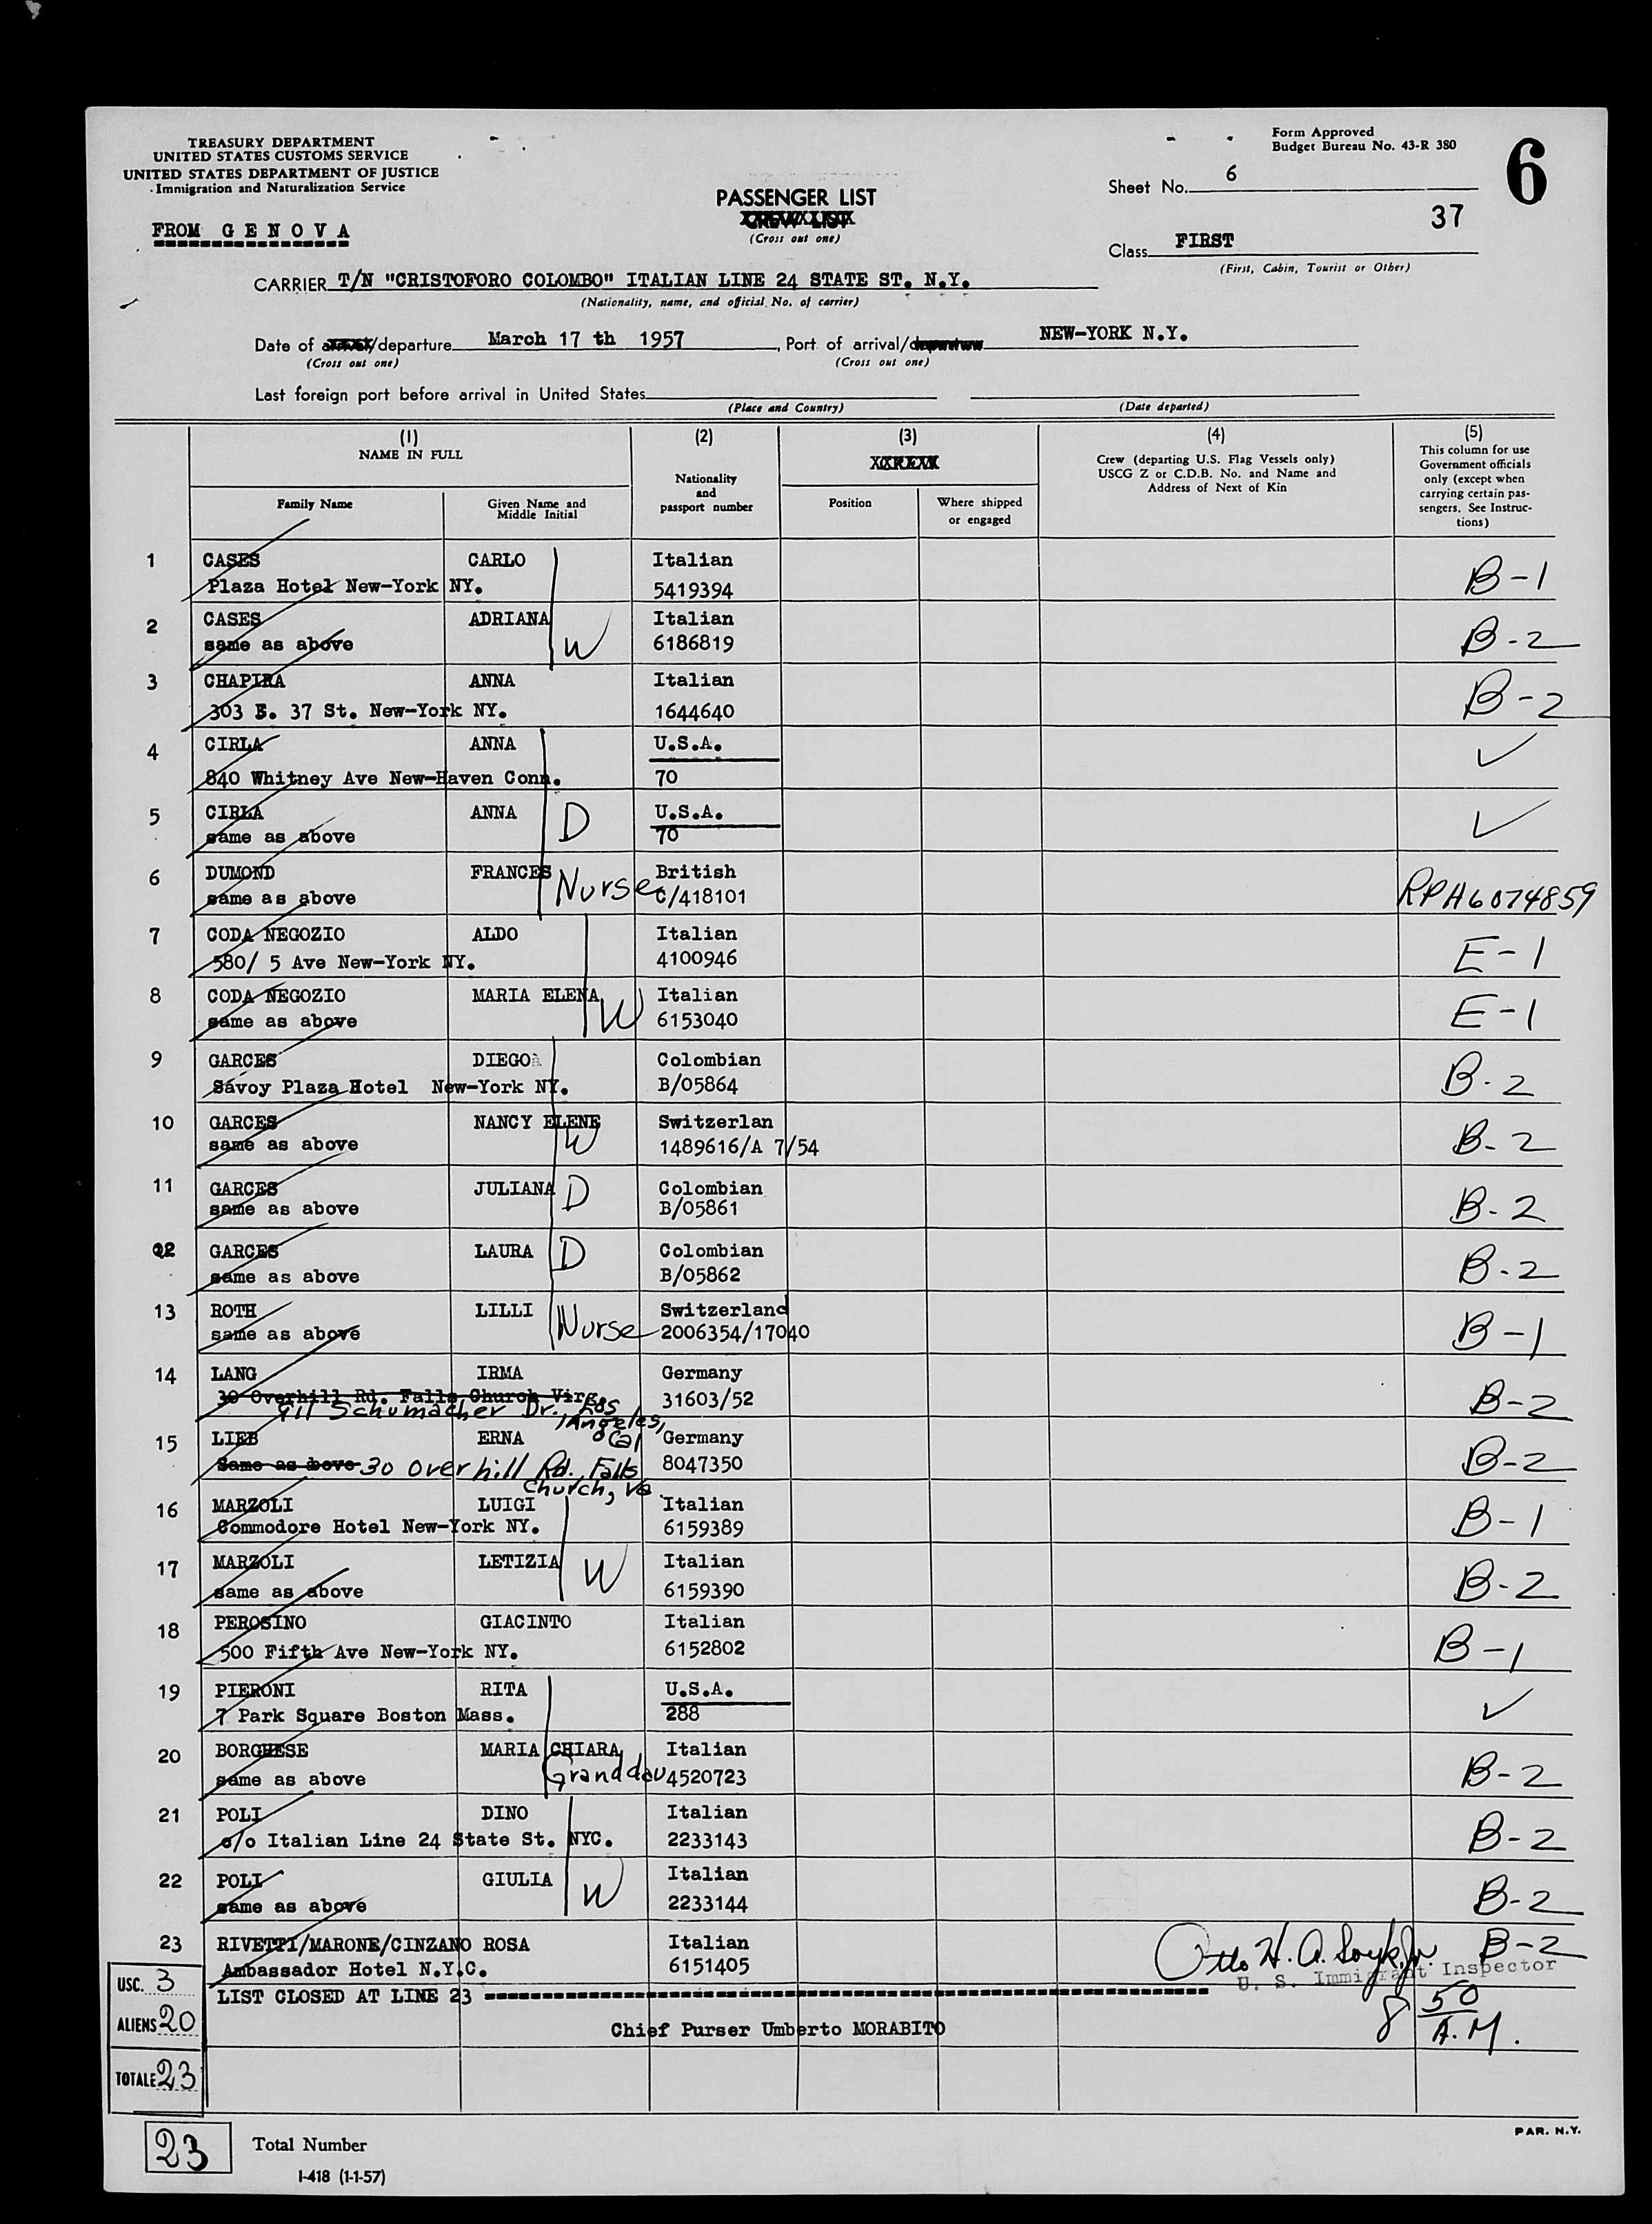 TREASURY DEPARTMENT
UNITED STATES CUSTOMS SERVICE
UNITED STATES DEPARTMENT OF JUSTICE
Immigration and Naturalization Service
FROM G E N O V A
Form Approved
Budget Bureau No. 43-R 380
6
Sheet No. 6
37
PASSENGER LIST
CREW LIST
(Cross out one)
Class FIRST
(First, Cabin, Tourist or Other)
CARRIER T/N "CRISTOFORO COLOMBO" ITALIAN LINE 24 STATE ST. N.Y.
(Nationality, name, and official No. of carrier)
Date of arrival/departure March 17 th 1957, Port of arrival/departure NEW-YORK N.Y.
(Cross out one) (Cross out one)
Last foreign port before arrival in United States
(Place and Country) (Date departed)
(1) (2) (3) (4) (5)
NAME IN FULL
Family Name
Given Name and Middle Initial
Nationality and passport number
Position
Where shipped or engaged
Crew (departing U.S. Flag Vessels only)
USCG Z or C.D.B. No. and Name and
Address of Next of Kin
This column for use
Government officials
only (except when
carrying certain pas-
sengers. See Instruc-
tions)
1 CASES CARLO Italian B-1
Plaza Hotel New-York NY. 5419394
2 CASES ADRIANA W Italian B-2
same as above 6186819
3 CHAPIRA ANNA Italian B-2
303 E. 37 St. New-York NY. 1644640
4 CIRLA ANNA U.S.A. ✓
840 Whitney Ave New-Haven Conn. 70
5 CIRLA ANNA D U.S.A. ✓
same as above 70
6 DUMOND FRANCES Nurse British RPA6074859
same as above C/418101
7 CODA NEGOZIO ALDO Italian E-1
580/ 5 Ave New-York NY. 4100946
8 CODA NEGOZIO MARIA ELENA W Italian E-1
same as above 6153040
9 GARCES DIEGO Colombian B-2
Savoy Plaza Hotel New-York NY. B/05864
10 GARCES NANCY ELENE W Switzerlan B-2
same as above 1489616/A 7/54
11 GARCES JULIANA D Colombian B-2
same as above B/05861
12 GARCES LAURA D Colombian B-2
same as above B/05862
13 ROTH LILLI Nurse Switzerland B-1
same as above 2006354/17040
14 LANG IRMA Germany B-2
30 Overhill Rd. Falls Church Virg. 31603/52
911 Schumacher Dr. Los Angeles, Cal
15 LIEB ERNA Germany B-2
Same as above 30 Overhill Rd. Falls Church, Va. 8047350
16 MARZOLI LUIGI Italian B-1
Commodore Hotel New-York NY. 6159389
17 MARZOLI LETIZIA W Italian B-2
same as above 6159390
18 PEROSINO GIACINTO Italian B-1
500 Fifth Ave New-York NY. 6152802
19 PIERONI RITA U.S.A. ✓
7 Park Square Boston Mass. 288
20 BORGHESE MARIA CHIARA Granddau Italian B-2
same as above 4520723
21 POLI DINO Italian B-2
c/o Italian Line 24 State St. NYC. 2233143
22 POLI GIULIA W Italian B-2
same as above 2233144
23 RIVETTI/MARONE/CINZANO ROSA Italian B-2
Ambassador Hotel N.Y.C. 6151405
U. S. Immigrant Inspector
LIST CLOSED AT LINE 23
8 50 A.M.
Chief Purser Umberto MORABITO
USC. 3
ALIENS 20
TOTALE 23
23 Total Number
I-418 (1-1-57)
PAR. N.Y.